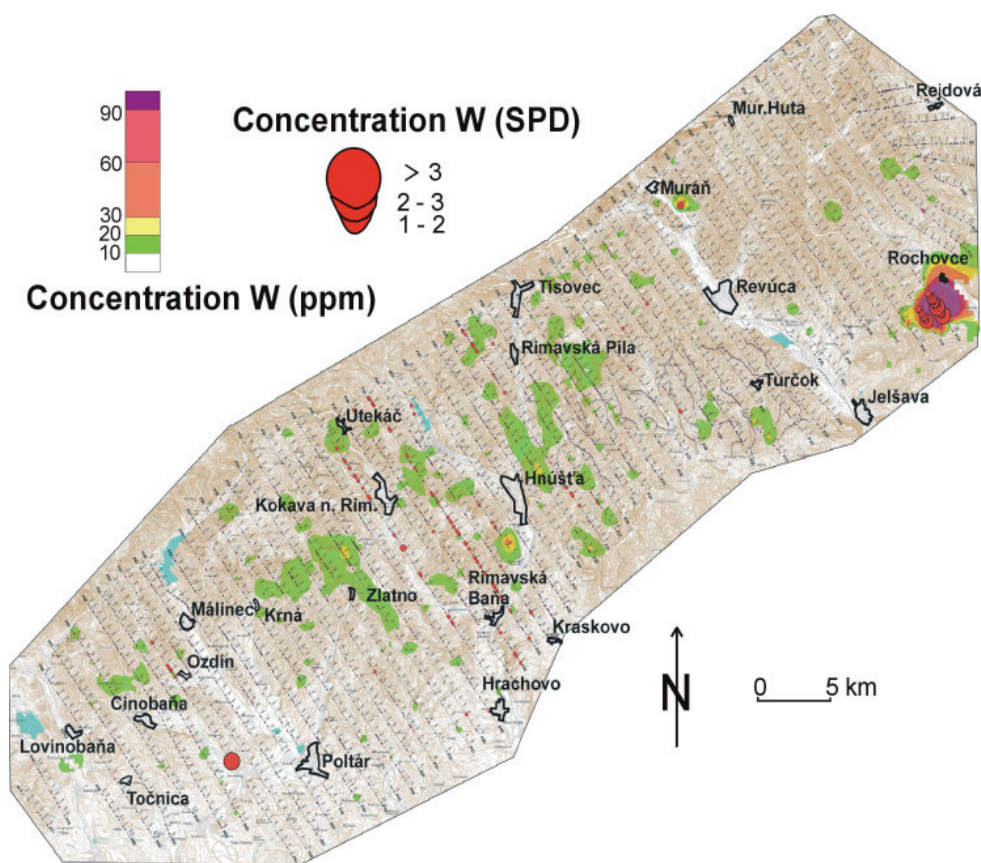 Concentration W (SPD)
> 3
2 - 3
1 - 2
90
60
30
20
10
Concentration W (ppm)
Rejdová
Mur.Huta
Muráň
Rochovce
Tisovec
Revúca
Rimavská Pila
Turčok
Jelšava
Utekáč
Hnúšťa
Kokava n. Rim.
Rimavská
Baňa
Zlatno
Krná
Málinec
Kraskovo
Ozdín
Hrachovo
Cinobaňa
Lovinobaňa
Poltár
Točnica
N
0 5 km